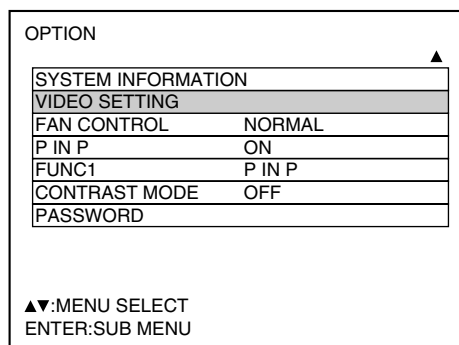 OPTION
▲
SYSTEM INFORMATION
VIDEO SETTING
FAN CONTROL NORMAL
P IN P ON
FUNC1 P IN P
CONTRAST MODE OFF
PASSWORD
▲▼:MENU SELECT
ENTER:SUB MENU